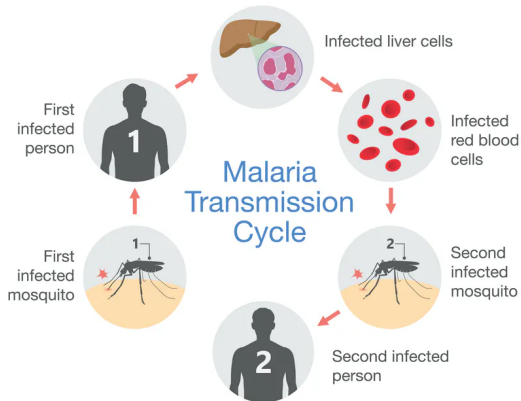 Malaria
Transmission
Cycle
First
infected
mosquito
1
First
infected
person
1
Infected liver cells
Infected
red blood
cells
Second
infected
mosquito
2
Second infected
person
2